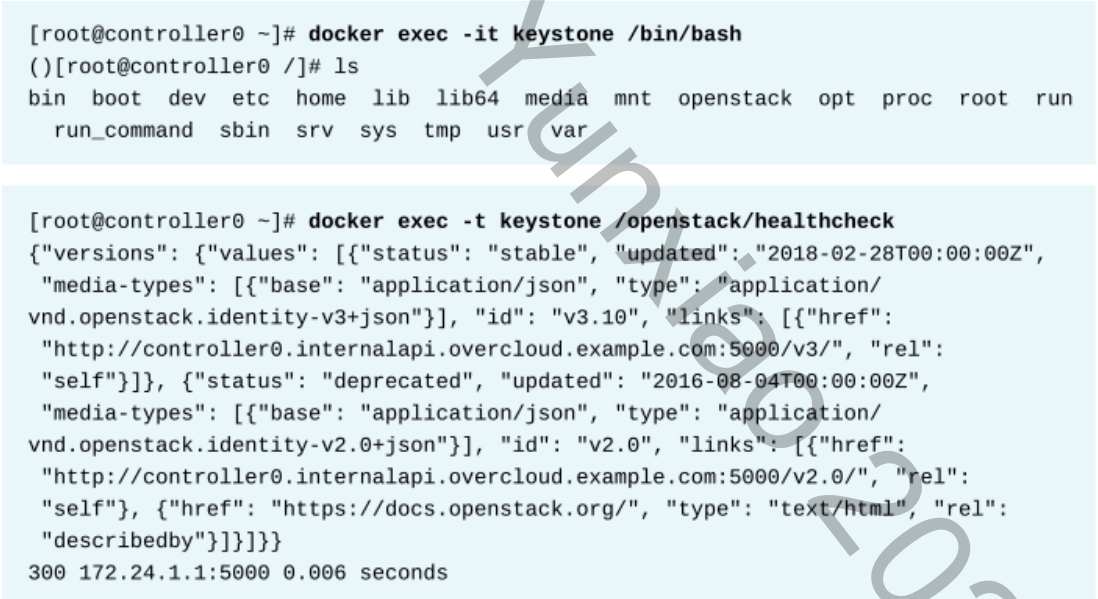 [root@controller0 ~]# docker exec -it keystone /bin/bash
()[root@controller0 /]# ls
bin  boot  dev  etc  home  lib  lib64  media  mnt  openstack  opt  proc  root  run
  run_command  sbin  srv  sys  tmp  usr  var
[root@controller0 ~]# docker exec -t keystone /openstack/healthcheck
{"versions": {"values": [{"status": "stable", "updated": "2018-02-28T00:00:00Z",
 "media-types": [{"base": "application/json", "type": "application/
vnd.openstack.identity-v3+json"}], "id": "v3.10", "links": [{"href":
 "http://controller0.internalapi.overcloud.example.com:5000/v3/", "rel":
 "self"}]}, {"status": "deprecated", "updated": "2016-08-04T00:00:00Z",
 "media-types": [{"base": "application/json", "type": "application/
vnd.openstack.identity-v2.0+json"}], "id": "v2.0", "links": [{"href":
 "http://controller0.internalapi.overcloud.example.com:5000/v2.0/", "rel":
 "self"}, {"href": "https://docs.openstack.org/", "type": "text/html", "rel":
 "describedby"}]}]}}
300 172.24.1.1:5000 0.006 seconds
Yunxiao